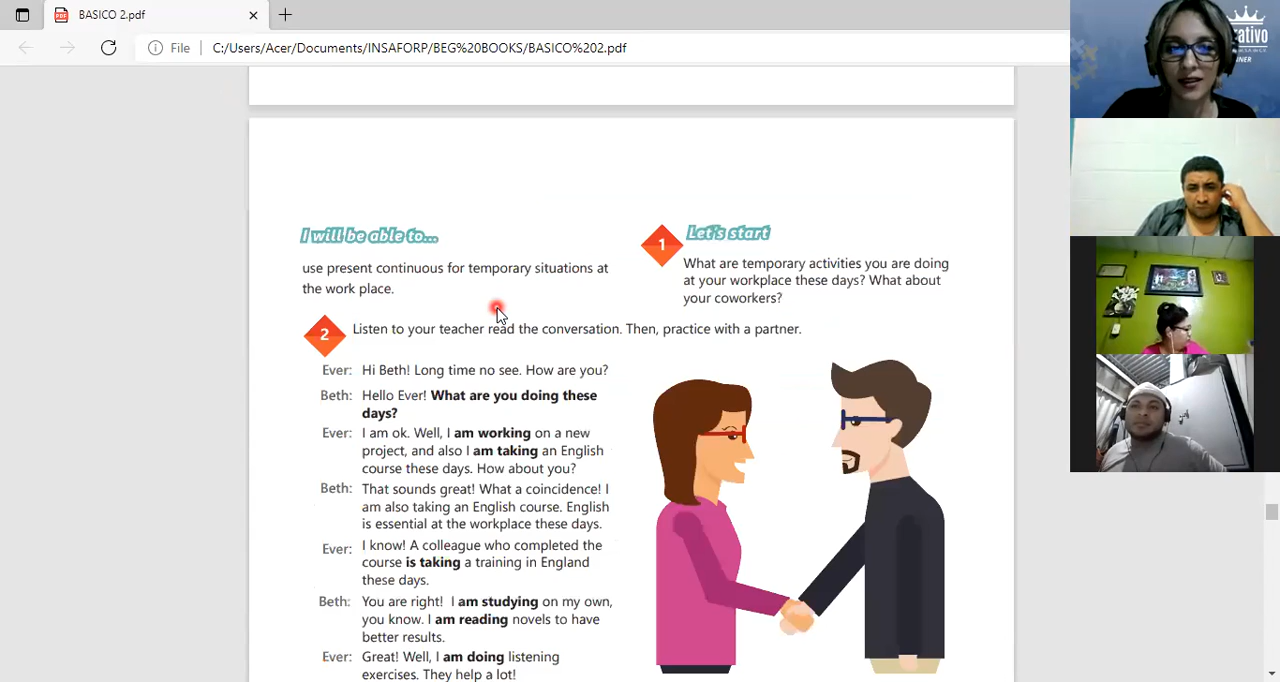 BASICO 2.pdf
File
C:/Users/Acer/Documents/INSAFORP/BEG%20BOOKS/BASICO%202.pdf
I will be able to...
use present continuous for temporary situations at
the work place.
1
Let's start
What are temporary activities you are doing
at your workplace these days? What about
your coworkers?
2
Listen to your teacher read the conversation. Then, practice with a partner.
Ever: Hi Beth! Long time no see. How are you?
Beth: Hello Ever! What are you doing these
days?
Ever: I am ok. Well, I am working on a new
project, and also I am taking an English
course these days. How about you?
Beth: That sounds great! What a coincidence! I
am also taking an English course. English
is essential at the workplace these days.
Ever: I know! A colleague who completed the
course is taking a training in England
these days.
Beth: You are right! I am studying on my own,
you know. I am reading novels to have
better results.
Ever: Great! Well, I am doing listening
exercises. They help a lot!